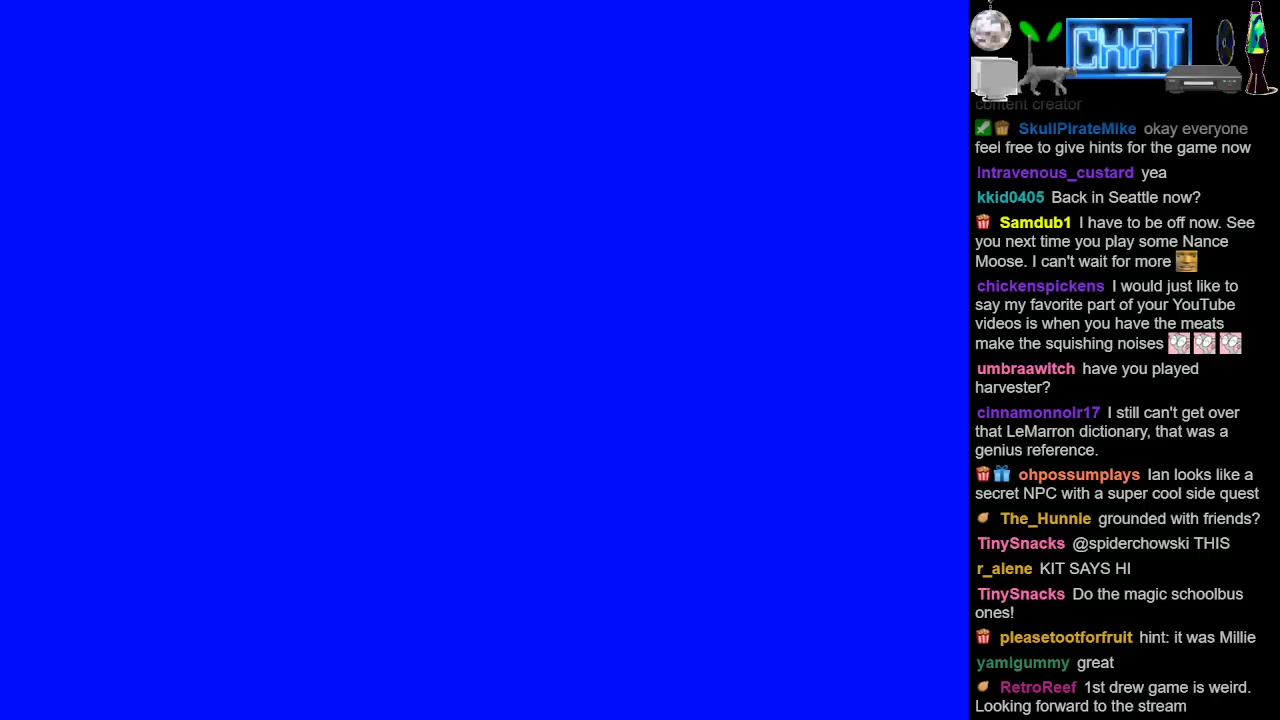 CHAT
content creator
SkullPirateMike okay everyone
feel free to give hints for the game now
intravenous_custard yea
kkid0405 Back in Seattle now?
Samdub1 I have to be off now. See
you next time you play some Nance
Moose. I can't wait for more
chickenspickens I would just like to
say my favorite part of your YouTube
videos is when you have the meats
make the squishing noises
umbraawitch have you played
harvester?
cinnamonnoir17 I still can't get over
that LeMarron dictionary, that was a
genius reference.
ohpossumplays Ian looks like a
secret NPC with a super cool side quest
The_Hunnie grounded with friends?
TinySnacks @spiderchowski THIS
r_alene KIT SAYS HI
TinySnacks Do the magic schoolbus
ones!
pleasetootforfruit hint: it was Millie
yamigummy great
RetroReef 1st drew game is weird.
Looking forward to the stream